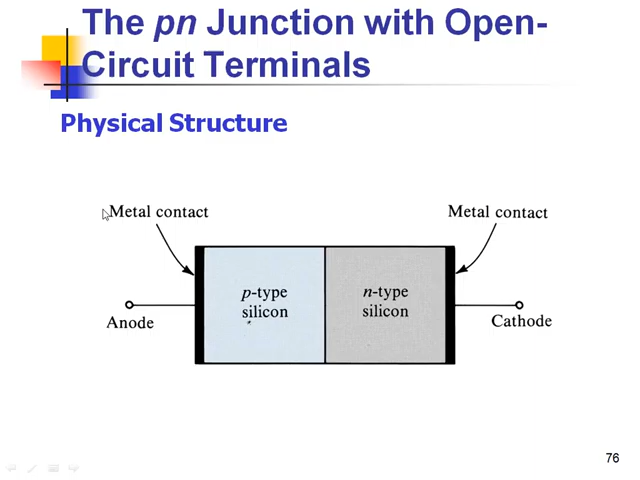 The pn Junction with Open-
Circuit Terminals
Physical Structure
Metal contact
Metal contact
p-type
silicon
n-type
silicon
Anode
Cathode
76